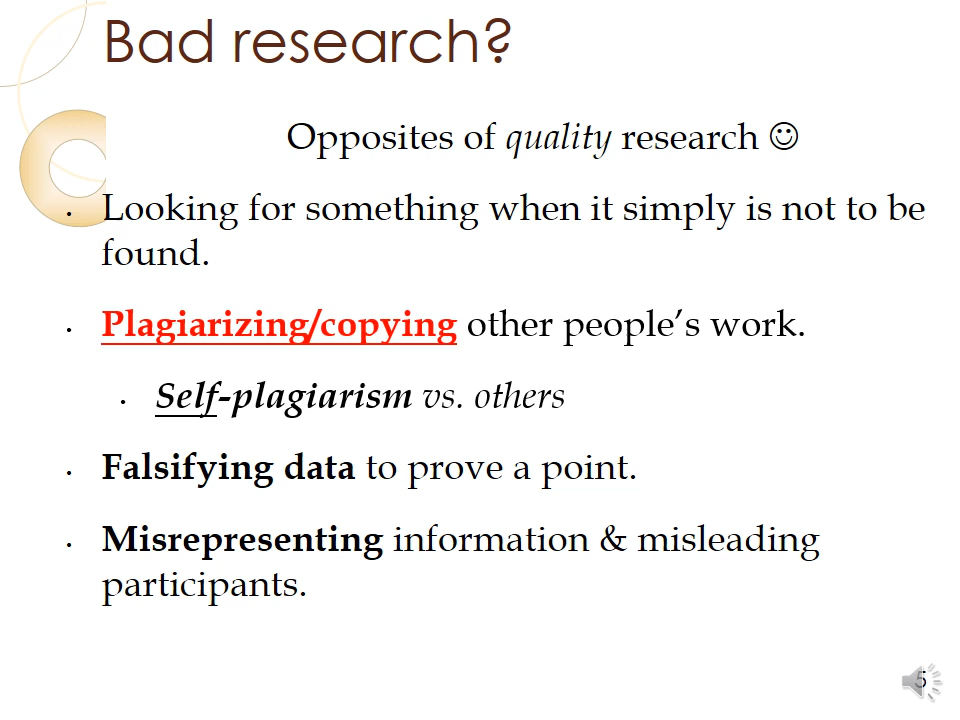 Bad research?
Opposites of quality research ☺
• Looking for something when it simply is not to be
found.
• Plagiarizing/copying other people’s work.
• Self-plagiarism vs. others
• Falsifying data to prove a point.
• Misrepresenting information & misleading
participants.
5